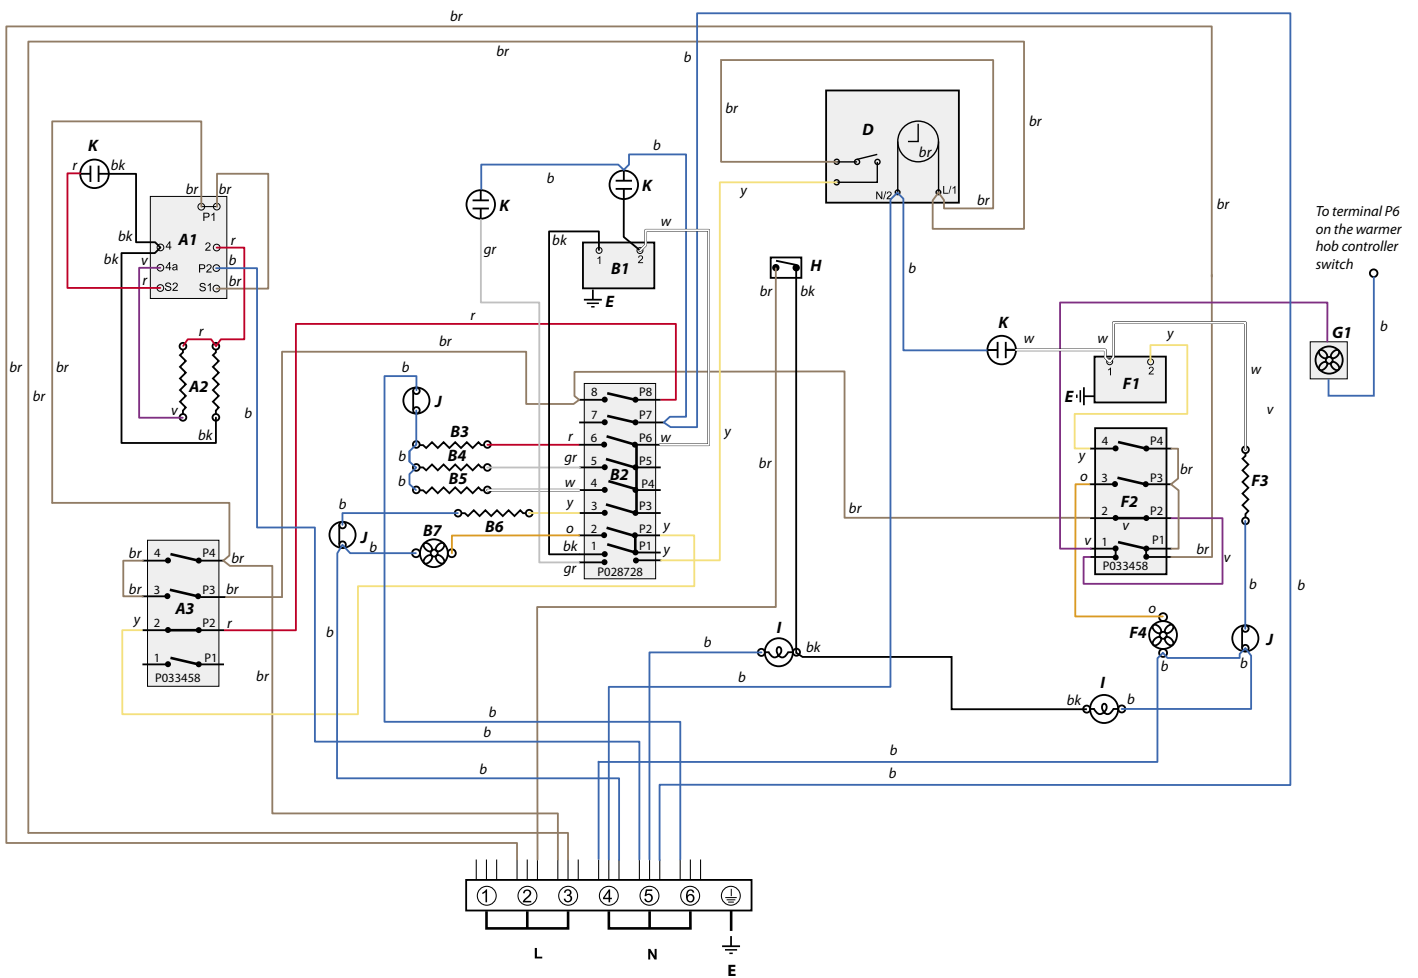 br
br
b
br
K
r
bk
br
br
P1
A1
bk
4
2
r
bk
v
4a
P2
b
r
S2
S1
br
r
A2
v
bk
br
br
br
b
K
b
b
K
gr
bk
w
1
2
B1
E
D
br
br
br
N/2
L/1
br
y
H
br
bk
b
br
To terminal P6
on the warmer
hob controller
switch
G1
b
K
w
w
y
1
2
F1
E
w
v
r
br
b
J
B3
r
b
B4
gr
b
B5
w
b
B6
y
J
b
B7
o
bk
gr
8
P8
7
P7
6
P6
w
5
P5
B2
4
P4
3
P3
2
P2
y
1
P1
y
P028728
y
br
br
4
P4
y
br
o
3
P3
F2
2
P2
v
v
1
P1
br
v
P033458
F3
b
b
4
P4
br
br
br
3
P3
br
A3
y
2
P2
r
1
P1
P033458
br
b
I
b
bk
b
o
F4
b
J
b
I
bk
b
b
b
b
b
b
1
2
3
4
5
6
L
N
E